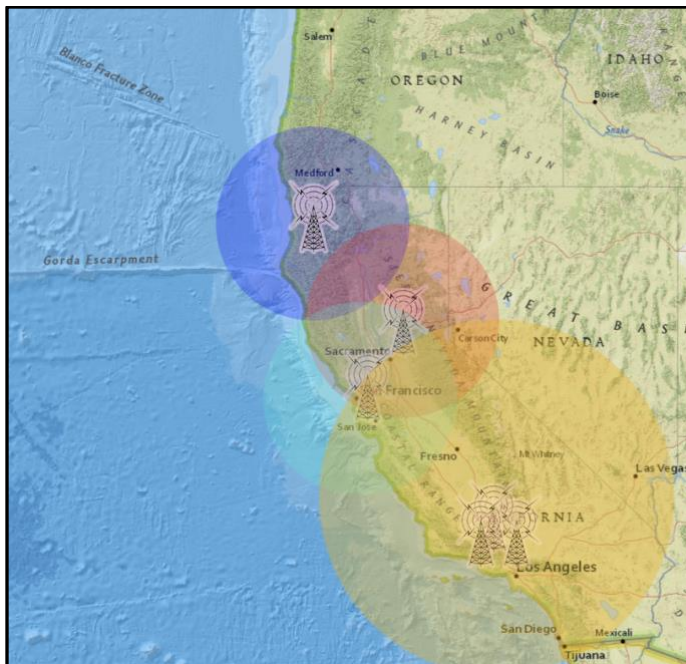 Salem
BLUE MOUNT
IDAHO
Blanco Fracture Zone
OREGON
Boise
HARNEY BASIN
Snake
Medford
Gorda Escarpment
GREAT BAS
Carson City
NEVADA
Sacramento
Francisco
San Jose
Fresno
Mt Whitney
Las Vegas
RNIA
Los Angeles
San Diego
Mexicali
Tijuana